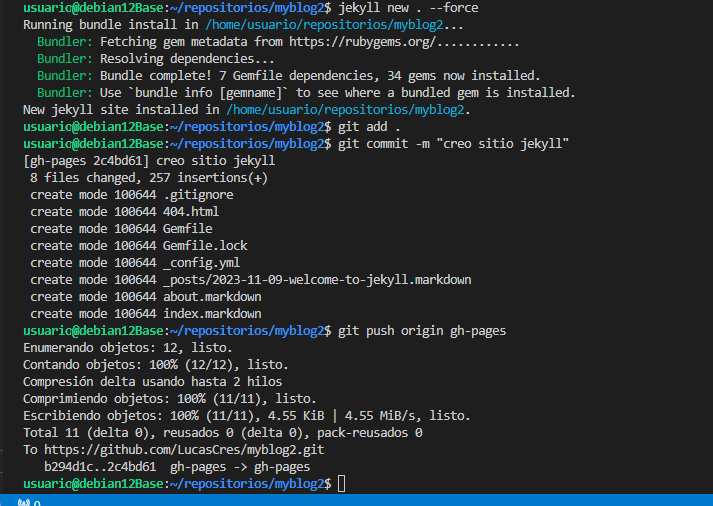 usuario@debian12Base:~/repositorios/myblog2$ jekyll new . --force
Running bundle install in /home/usuario/repositorios/myblog2...
  Bundler: Fetching gem metadata from https://rubygems.org/............
  Bundler: Resolving dependencies...
  Bundler: Bundle complete! 7 Gemfile dependencies, 34 gems now installed.
  Bundler: Use `bundle info [gemname]` to see where a bundled gem is installed.
New jekyll site installed in /home/usuario/repositorios/myblog2.
usuario@debian12Base:~/repositorios/myblog2$ git add .
usuario@debian12Base:~/repositorios/myblog2$ git commit -m "creo sitio jekyll"
[gh-pages 2c4bd61] creo sitio jekyll
 8 files changed, 257 insertions(+)
 create mode 100644 .gitignore
 create mode 100644 404.html
 create mode 100644 Gemfile
 create mode 100644 Gemfile.lock
 create mode 100644 _config.yml
 create mode 100644 _posts/2023-11-09-welcome-to-jekyll.markdown
 create mode 100644 about.markdown
 create mode 100644 index.markdown
usuario@debian12Base:~/repositorios/myblog2$ git push origin gh-pages
Enumerando objetos: 12, listo.
Contando objetos: 100% (12/12), listo.
Compresión delta usando hasta 2 hilos
Comprimiendo objetos: 100% (11/11), listo.
Escribiendo objetos: 100% (11/11), 4.55 KiB | 4.55 MiB/s, listo.
Total 11 (delta 0), reusados 0 (delta 0), pack-reusados 0
To https://github.com/LucasCres/myblog2.git
   b294d1c..2c4bd61  gh-pages -> gh-pages
usuario@debian12Base:~/repositorios/myblog2$
0